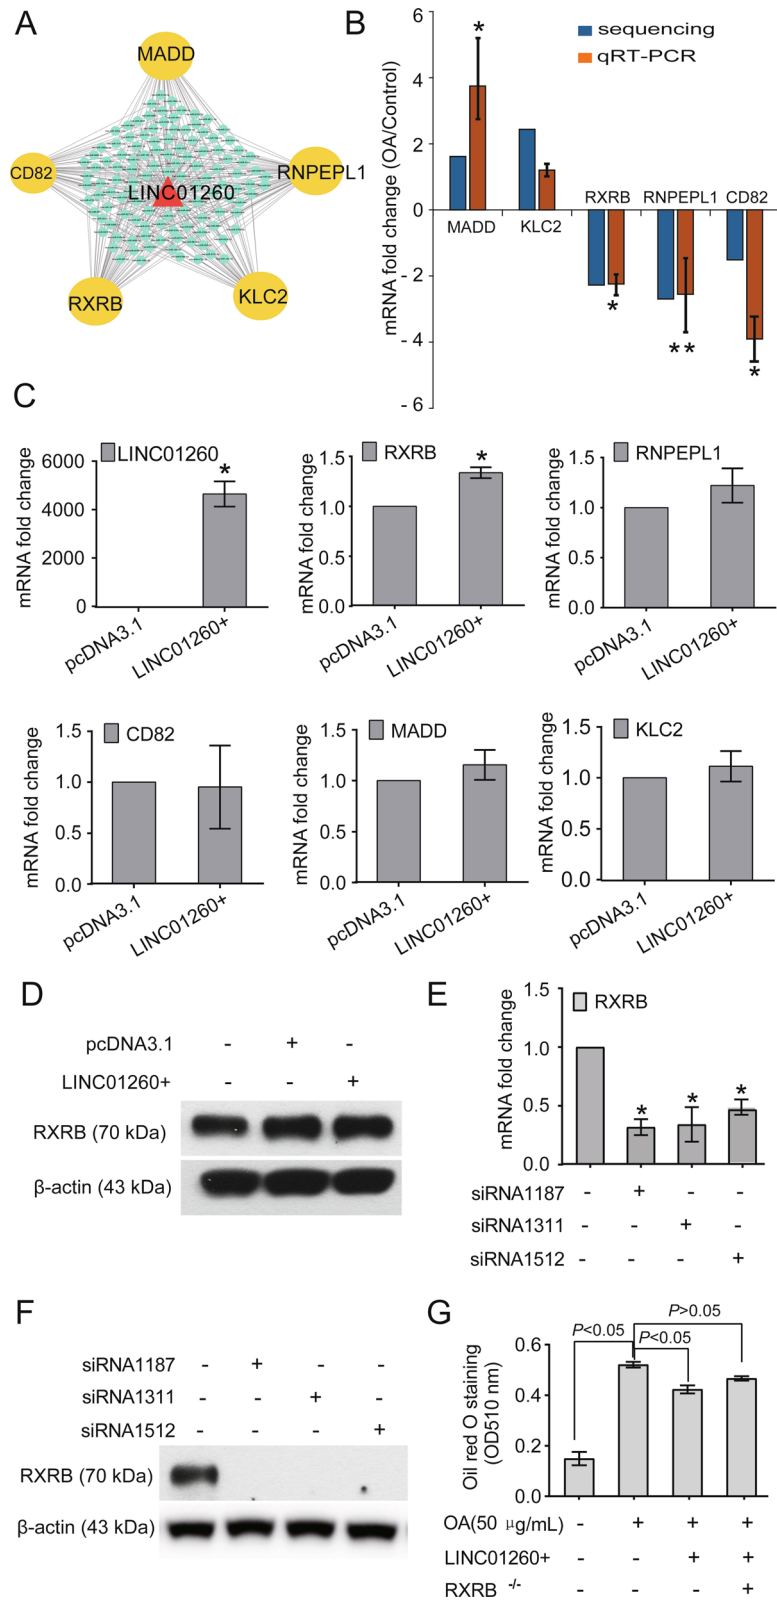 A
MADD
CD82
RNPEPL1
LINC01260
RXRB
KLC2
B
mRNA fold change (OA/Control)
6
4
2
0
- 2
- 4
- 6
sequencing
qRT-PCR
*
MADD
KLC2
RXRB
RNPEPL1
CD82
*
**
*
C
mRNA fold change
6000
4000
2000
0
LINC01260
*
pcDNA3.1
LINC01260+
mRNA fold change
1.5
1.0
0.5
0.0
RXRB
*
pcDNA3.1
LINC01260+
mRNA fold change
1.5
1.0
0.5
0.0
RNPEPL1
pcDNA3.1
LINC01260+
mRNA fold change
1.5
1.0
0.5
0.0
CD82
pcDNA3.1
LINC01260+
mRNA fold change
1.5
1.0
0.5
0.0
MADD
pcDNA3.1
LINC01260+
mRNA fold change
1.5
1.0
0.5
0.0
KLC2
pcDNA3.1
LINC01260+
D
pcDNA3.1 - + -
LINC01260+ - - +
RXRB (70 kDa)
β-actin (43 kDa)
E
mRNA fold change
1.5
1.0
0.5
0.0
RXRB
* * *
siRNA1187 - + - -
siRNA1311 - - + -
siRNA1512 - - - +
F
siRNA1187 - + - -
siRNA1311 - - + -
siRNA1512 - - - +
RXRB (70 kDa)
β-actin (43 kDa)
G
Oil red O staining
(OD510 nm)
0.6
0.4
0.2
0.0
P<0.05
P<0.05
P>0.05
OA(50 μg/mL) - + + +
LINC01260+ - - + +
RXRB -/- - - - +